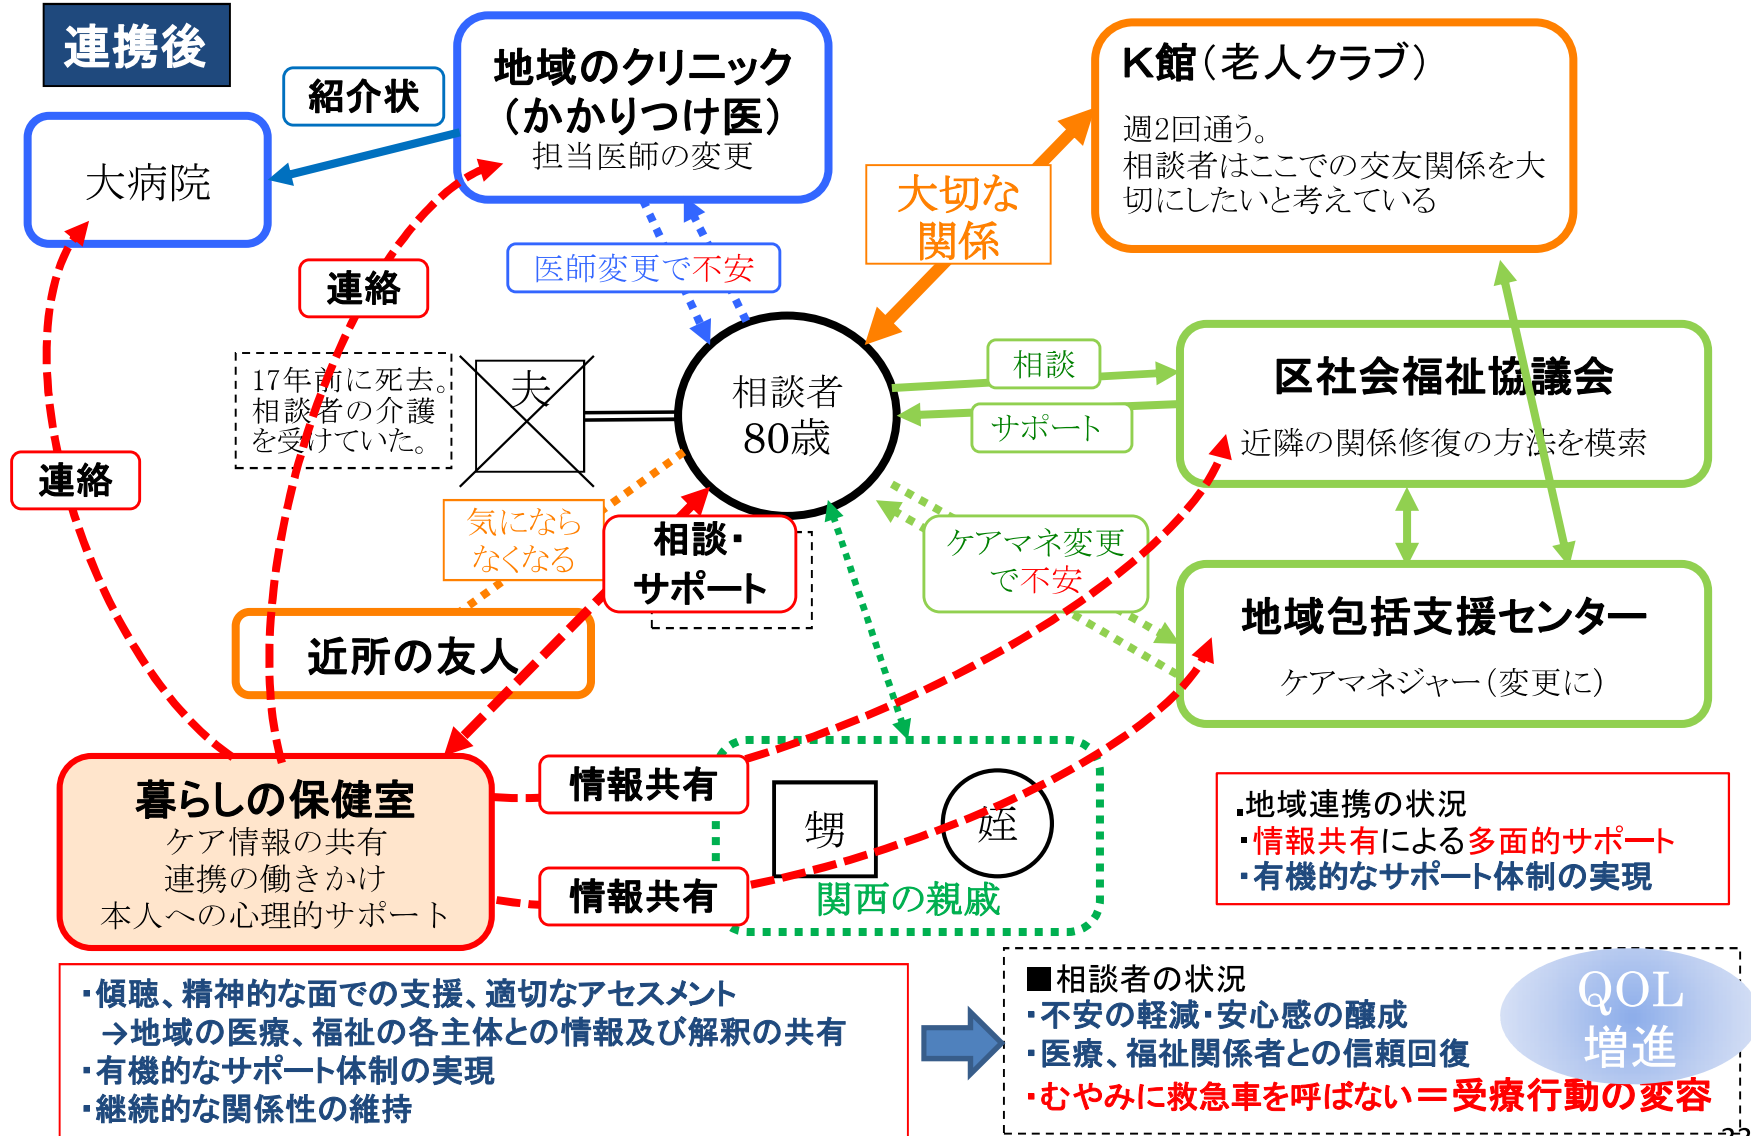 連携後
紹介状
地域のクリニック
（かかりつけ医）
担当医師の変更
K館（老人クラブ）
週2回通う。
相談者はここでの交友関係を大
切にしたいと考えている
大病院
大切な
関係
連絡
医師変更で不安
17年前に死去。
相談者の介護
を受けていた。
夫
相談者
80歳
相談
サポート
区社会福祉協議会
近隣の関係修復の方法を模索
連絡
気になら
なくなる
相談・
サポート
ケアマネ変更
で不安
地域包括支援センター
ケアマネジャー（変更に）
近所の友人
暮らしの保健室
ケア情報の共有
連携の働きかけ
本人への心理的サポート
情報共有
情報共有
甥
姪
関西の親戚
.地域連携の状況
・情報共有による多面的サポート
・有機的なサポート体制の実現
・傾聴、精神的な面での支援、適切なアセスメント
→地域の医療、福祉の各主体との情報及び解釈の共有
・有機的なサポート体制の実現
・継続的な関係性の維持
■相談者の状況
・不安の軽減・安心感の醸成
・医療、福祉関係者との信頼回復
・むやみに救急車を呼ばない＝受療行動の変容
QOL
増進